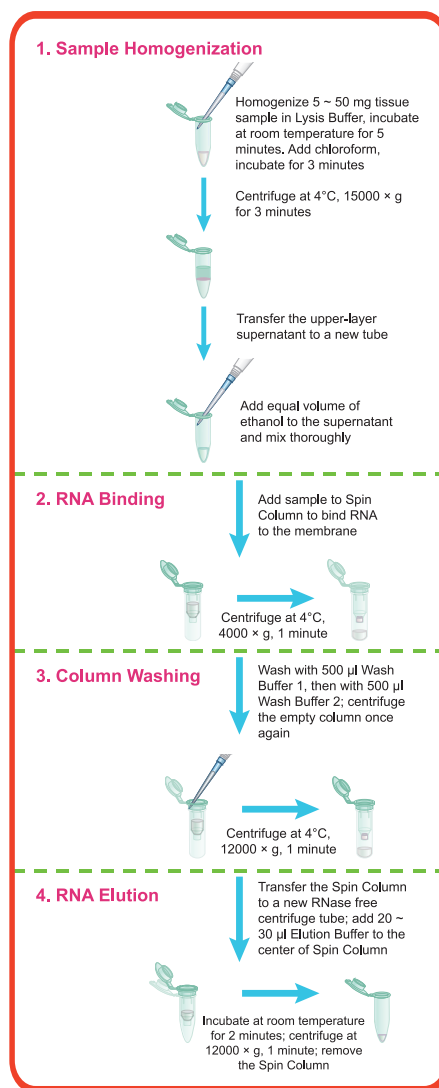 1. Sample Homogenization
Homogenize 5 ~ 50 mg tissue
sample in Lysis Buffer, incubate
at room temperature for 5
minutes. Add chloroform,
incubate for 3 minutes
Centrifuge at 4°C, 15000 × g
for 3 minutes
Transfer the upper-layer
supernatant to a new tube
Add equal volume of
ethanol to the supernatant
and mix thoroughly
2. RNA Binding
Add sample to Spin
Column to bind RNA
to the membrane
Centrifuge at 4°C,
4000 × g, 1 minute
3. Column Washing
Wash with 500 µl Wash
Buffer 1, then with 500 µl
Wash Buffer 2; centrifuge
the empty column once
again
Centrifuge at 4°C,
12000 × g, 1 minute
4. RNA Elution
Transfer the Spin Column
to a new RNase free
centrifuge tube; add 20 ~
30 µl Elution Buffer to the
center of Spin Column
Incubate at room temperature
for 2 minutes; centrifuge at
12000 × g, 1 minute; remove
the Spin Column